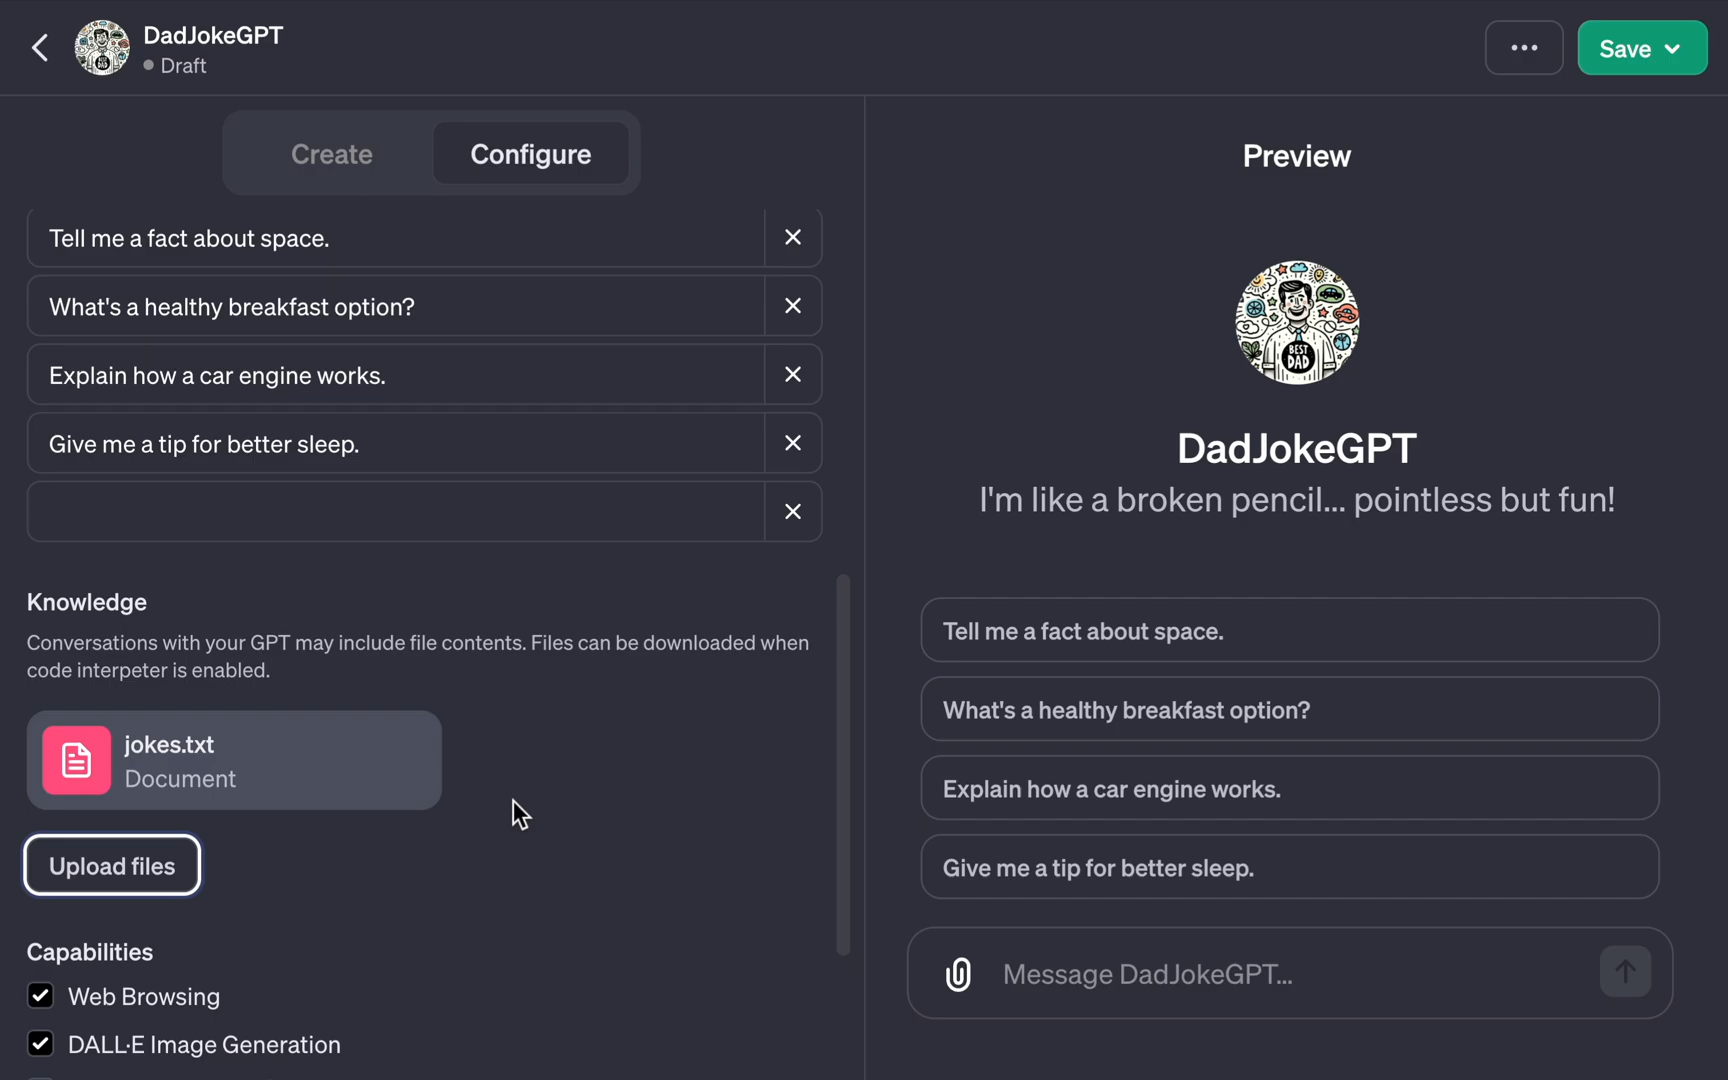 DadJokeGPT
Draft
Save
Create
Configure
Tell me a fact about space.
What's a healthy breakfast option?
Explain how a car engine works.
Give me a tip for better sleep.
Knowledge
Conversations with your GPT may include file contents. Files can be downloaded when
code interpeter is enabled.
jokes.txt
Document
Upload files
Capabilities
Web Browsing
DALL·E Image Generation
Preview
BEST
DAD
DadJokeGPT
I'm like a broken pencil... pointless but fun!
Tell me a fact about space.
What's a healthy breakfast option?
Explain how a car engine works.
Give me a tip for better sleep.
Message DadJokeGPT...